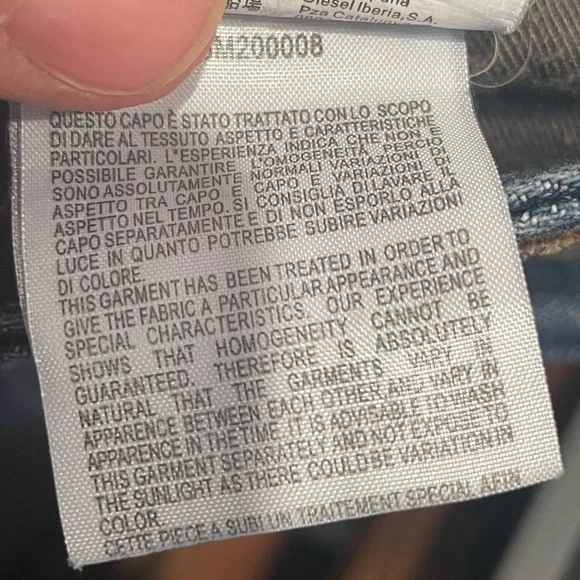 Diesel Iberia, S.A.
M200008
QUESTO CAPO È STATO TRATTATO CON LO SCOPO
DI DARE AL TESSUTO ASPETTO E CARATTERISTICHE
PARTICOLARI. L'ESPERIENZA INDICA CHE NON E
POSSIBILE GARANTIRE L'OMOGENEITÀ PERCIO
SONO ASSOLUTAMENTE NORMALI VARIAZIONI DI
ASPETTO TRA CAPO E CAPO E VARIAZIONI DI
ASPETTO NEL TEMPO. SI CONSIGLIA DI LAVARE IL
CAPO SEPARATAMENTE E DI NON ESPORLO ALLA
LUCE IN QUANTO POTREBBE SUBIRE VARIAZIONI
DI COLORE.
THIS GARMENT HAS BEEN TREATED IN ORDER TO
GIVE THE FABRIC A PARTICULAR APPEARANCE AND
SPECIAL CHARACTERISTICS. OUR EXPERIENCE
SHOWS THAT HOMOGENEITY CANNOT BE
GUARANTEED. THEREFORE IS ABSOLUTELY
NATURAL THAT THE GARMENTS VARY IN
APPARENCE BETWEEN EACH OTHER AND VARY IN
APPARENCE IN THE TIME. IT IS ADVISABLE TO WASH
THIS GARMENT SEPARATELY AND NOT EXPOSE TO
THE SUNLIGHT AS THERE COULD BE VARIATION IN
COLOR.
CETTE PIECE A SUBI UN TRAITEMENT SPECIAL AFIN